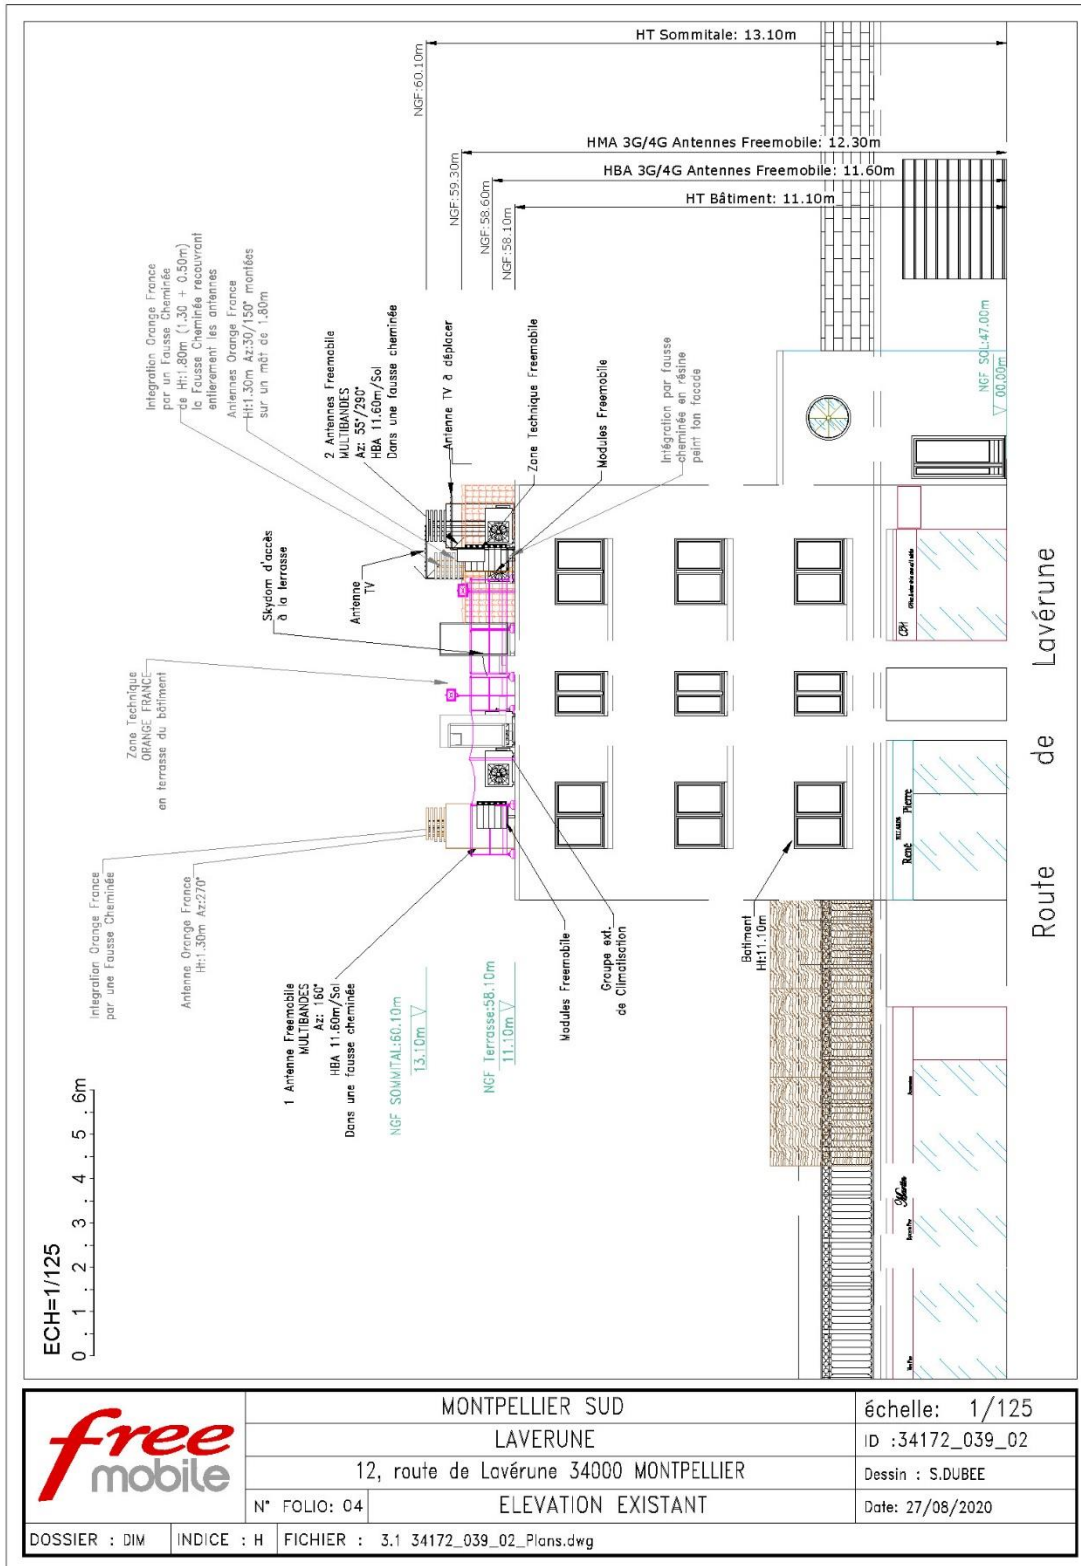 HT Sommitale: 13.10m
NGF:60.10m
HMA 3G/4G Antennes Freemobile: 12.30m
NGF:59.30m
HBA 3G/4G Antennes Freemobile: 11.60m
NGF:58.60m
HT Bâtiment: 11.10m
NGF:58.10m
Integration Orange France
par un Fausse Cheminée
de Ht:1.80m (1.30 + 0.50m)
la Fausse Cheminée recouvrant
entierement les antennes
Antennes Orange France
Ht:1.30m Az:30/150° montées
sur un mât de 1.80m
2 Antennes Freemobile
MULTIBANDES
Az: 55°/290°
HBA 11.60m/Sol
Dans une fausse cheminée
Antenne TV à déplacer
Zone Technique Freemobile
Modules Freemobile
Intégration par fausse
cheminée en résine
peint ton facade
NGF SOL:47.00m
00.00m
Skydom d'accès
à la terrasse
Antenne
TV
Zone Technique
ORANGE FRANCE
en terrasse du bâtiment
Integration Orange France
par une Fausse Cheminée
Antenne Orange France
Ht:1.30m Az:270°
1 Antenne Freemobile
MULTIBANDES
Az: 160°
HBA 11.60m/Sol
Dans une fausse cheminée
NGF SOMMITAL:60.10m
13.10m
NGF Terrasse:58.10m
11.10m
Modules Freemobile
Groupe ext.
de Climatisation
Batiment
Ht:11.10m
René Pierre
Route de Lavérune
ECH=1/125
0 1 2 3 4 5 6m
free
mobile
MONTPELLIER SUD
LAVERUNE
12, route de Lavérune 34000 MONTPELLIER
N° FOLIO: 04
ELEVATION EXISTANT
échelle: 1/125
ID :34172_039_02
Dessin : S.DUBEE
Date: 27/08/2020
DOSSIER : DIM
INDICE : H
FICHIER : 3.1 34172_039_02_Plans.dwg